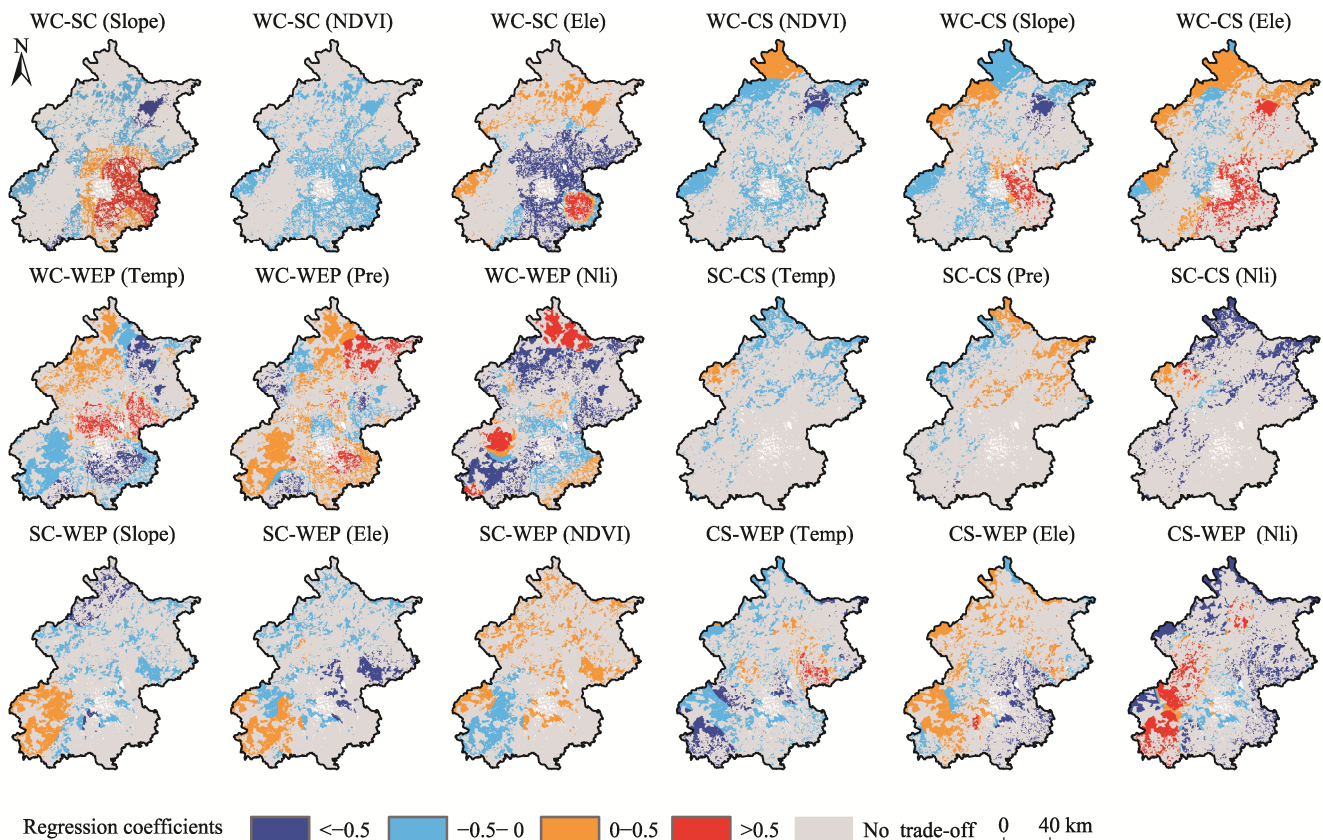 WC-SC (Slope) WC-SC (NDVI) WC-SC (Ele) WC-CS (NDVI) WC-CS (Slope) WC-CS (Ele)
N
WC-WEP (Temp) WC-WEP (Pre) WC-WEP (Nli) SC-CS (Temp) SC-CS (Pre) SC-CS (Nli)
SC-WEP (Slope) SC-WEP (Ele) SC-WEP (NDVI) CS-WEP (Temp) CS-WEP (Ele) CS-WEP (Nli)
Regression coefficients <−0.5 −0.5−0 0−0.5 >0.5 No trade-off 0 40 km